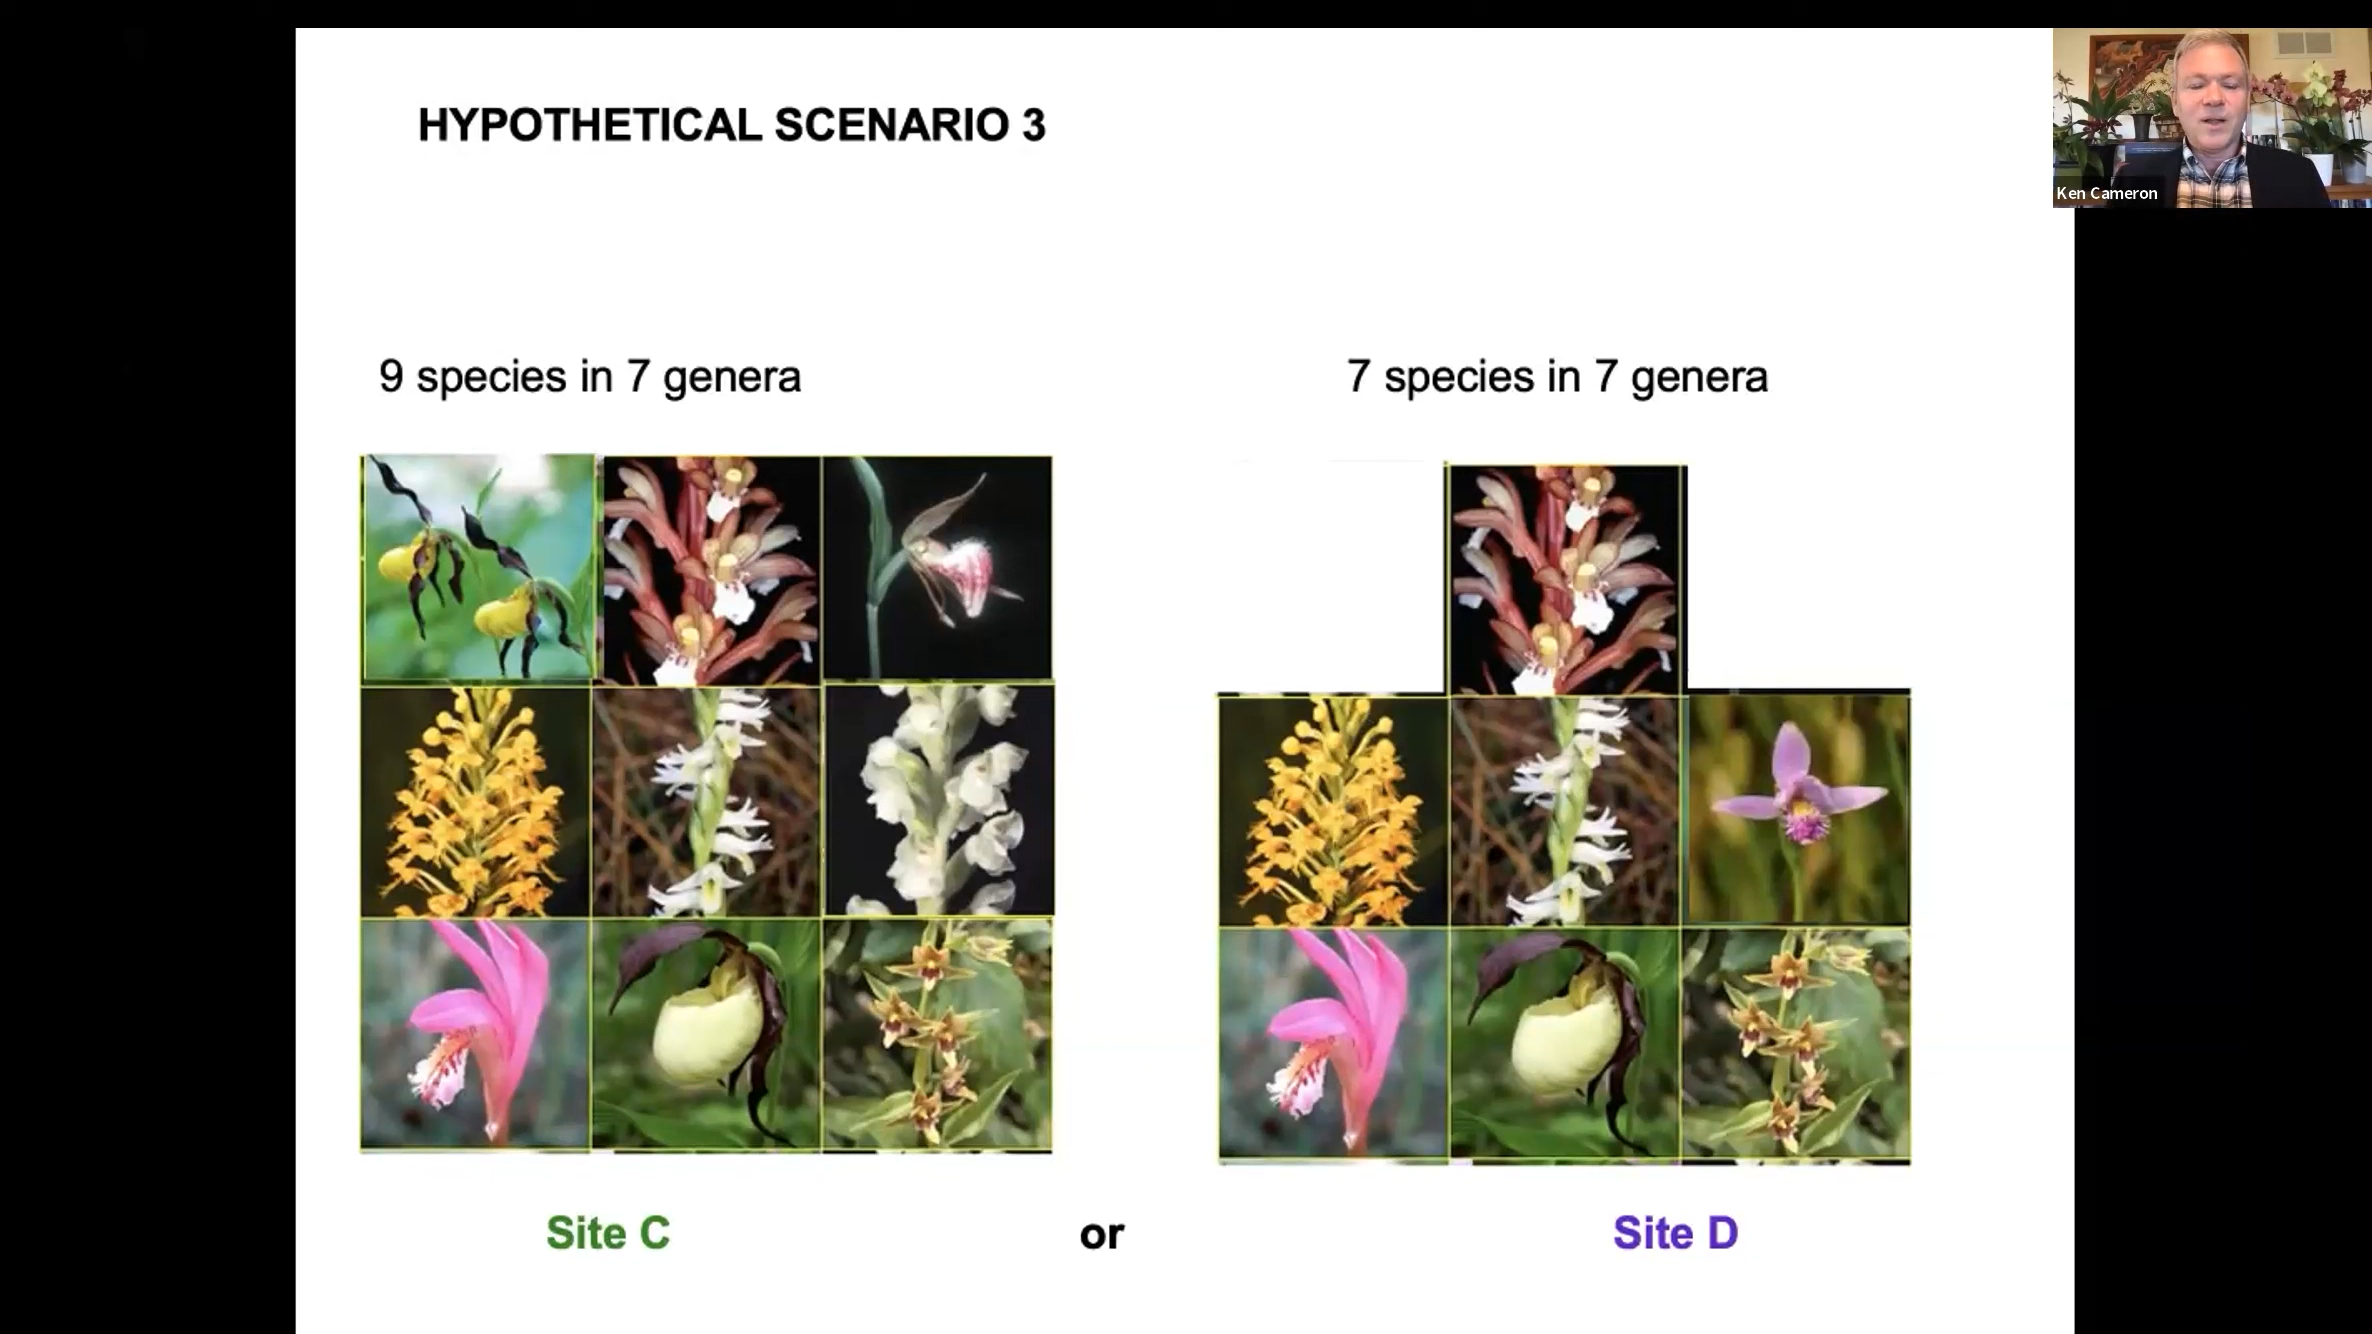 HYPOTHETICAL SCENARIO 3
Ken Cameron
9 species in 7 genera
7 species in 7 genera
Site C
or
Site D